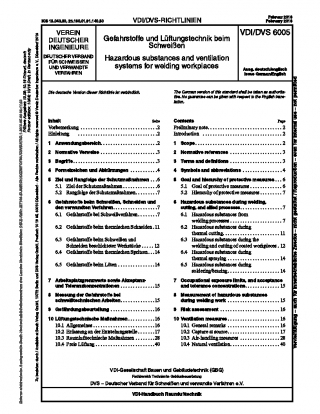 ICS 13.040.30, 25.160.01, 91.140.30
VDI/DVS-RICHTLINIEN
Februar 2016
February 2016
VEREIN
DEUTSCHER
INGENIEURE
DEUTSCHER VERBAND
FÜR SCHWEISSEN
UND VERWANDTE
VERFAHREN
Gefahrstoffe und Lüftungstechnik beim
Schweißen
Hazardous substances and ventilation
systems for welding workplaces
VDI/DVS 6005
Ausg. deutsch/englisch
Issue German/English
Die deutsche Version dieser Richtlinie ist verbindlich.
The German version of this standard shall be taken as authorita-
tive. No guarantee can be given with respect to the English trans-
lation.
Inhalt Seite
Vorbemerkung 2
Einleitung 2
1 Anwendungsbereich 2
2 Normative Verweise 3
3 Begriffe 3
4 Formelzeichen und Abkürzungen 4
5 Ziel und Rangfolge der Schutzmaßnahmen 6
5.1 Ziel der Schutzmaßnahmen 6
5.2 Rangfolge der Schutzmaßnahmen 7
6 Gefahrstoffe beim Schweißen, Schneiden und
den verwandten Verfahren 7
6.1 Gefahrstoffe bei Schweißverfahren 7
6.2 Gefahrstoffe beim thermischen Schneiden 11
6.3 Gefahrstoffe beim Schweißen und
Schneiden beschichteter Werkstücke 12
6.4 Gefahrstoffe beim thermischen Spritzen 14
6.5 Gefahrstoffe beim Löten 14
7 Arbeitsplatzgrenzwerte sowie Akzeptanz-
und Toleranzkonzentrationen 15
8 Messung der Gefahrstoffe bei
schweißtechnischen Arbeiten 15
9 Gefährdungsbeurteilung 16
10 Lüftungstechnische Maßnahmen 16
10.1 Allgemeines 16
10.2 Erfassung an der Entstehungsstelle 17
10.3 Raumlufttechnische Maßnahmen 28
10.4 Freie Lüftung 40
Contents Page
Preliminary note 2
Introduction 2
1 Scope 2
2 Normative references 3
3 Terms and definitions 3
4 Symbols and abbreviations 4
5 Goal and hierarchy of protective measures 6
5.1 Goal of protective measures 6
5.2 Hierarchy of protective measures 7
6 Hazardous substances during welding,
cutting, and allied processes 7
6.1 Hazardous substances from
welding processes 7
6.2 Hazardous substances during
thermal cutting 11
6.3 Hazardous substances during the
welding and cutting of coated workpieces 12
6.4 Hazardous substances during
thermal spraying 14
6.5 Hazardous substances during
soldering/brazing 14
7 Occupational exposure limits, and acceptance
and tolerance concentrations 15
8 Measurement of hazardous substances
during welding work 15
9 Risk assessment 16
10 Ventilation measures 16
10.1 General remarks 16
10.2 Capture at source 17
10.3 Air-handling measures 28
10.4 Natural ventilation 40
VDI-Gesellschaft Bauen und Gebäudetechnik (GBG)
Fachbereich Technische Gebäudeausrüstung
DVS – Deutscher Verband für Schweißen und verwandte Verfahren e.V.
VDI-Handbuch Raumlufttechnik